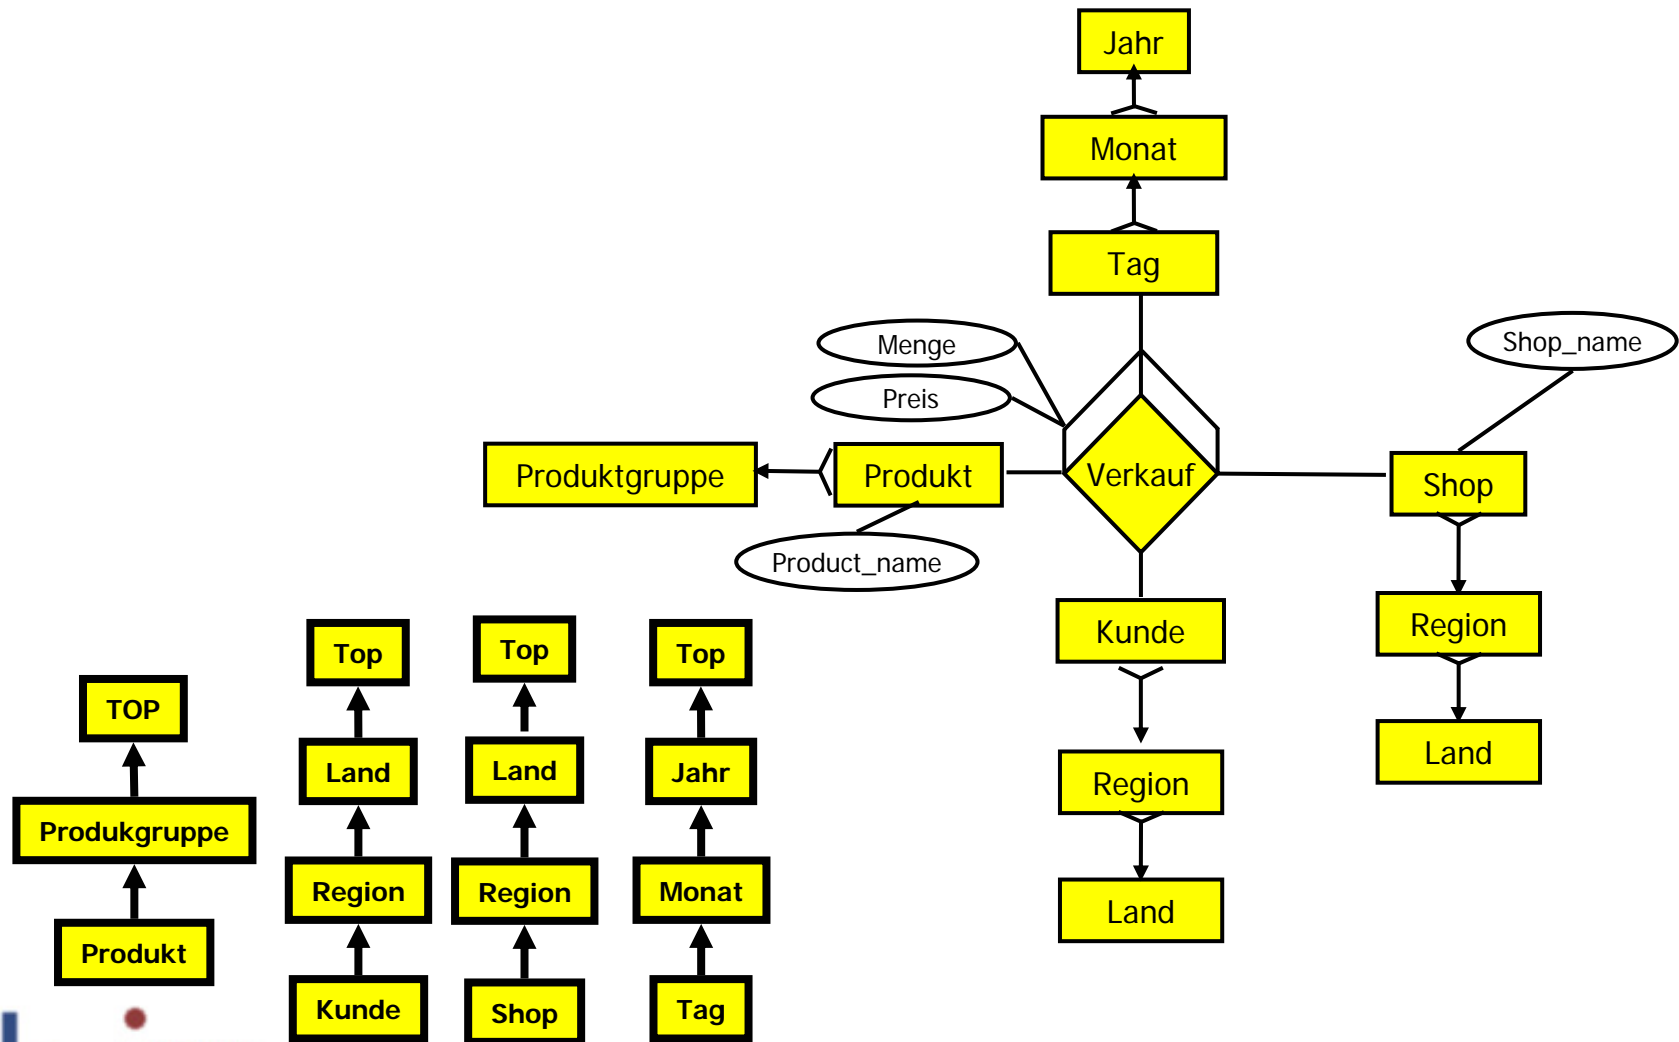 Jahr
Monat
Tag
Menge
Shop_name
Preis
Produktgruppe
Produkt
Verkauf
Shop
Product_name
Kunde
Region
Region
Land
Land
TOP
Produkgruppe
Produkt
Top
Land
Region
Kunde
Top
Land
Region
Shop
Top
Jahr
Monat
Tag